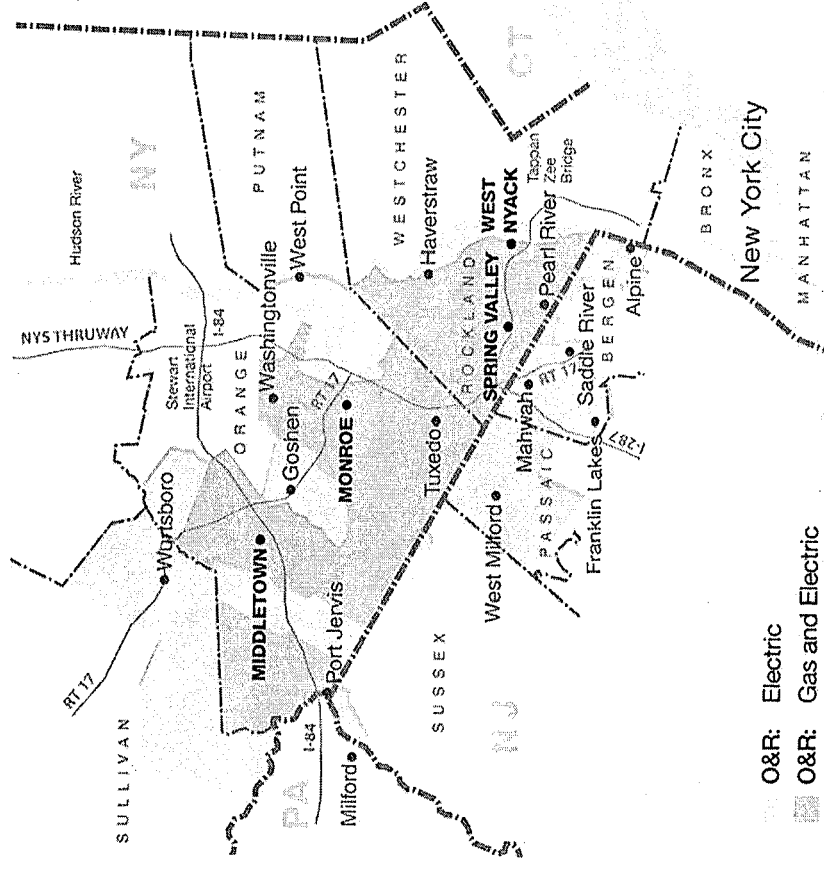 Hudson River
NY
CT
PUTNAM
WESTCHESTER
NYS THRUWAY
Stewart
International
Airport
I-84
ORANGE
Washingtonville
West Point
Haverstraw
Tappan
Zee
Bridge
WEST
NYACK
ROCKLAND
SPRING VALLEY
Pearl River
BRONX
New York City
MANHATTAN
Wurtsboro
Goshen
RT 17
MONROE
Tuxedo
Mahwah
RT 17
Saddle River
BERGEN
Alpine
MIDDLETOWN
RT 17
SULLIVAN
Port Jervis
West Milford
PASSAIC
Franklin Lakes
I-287
SUSSEX
NJ
PA
I-84
Milford
O&R: Electric
O&R: Gas and Electric